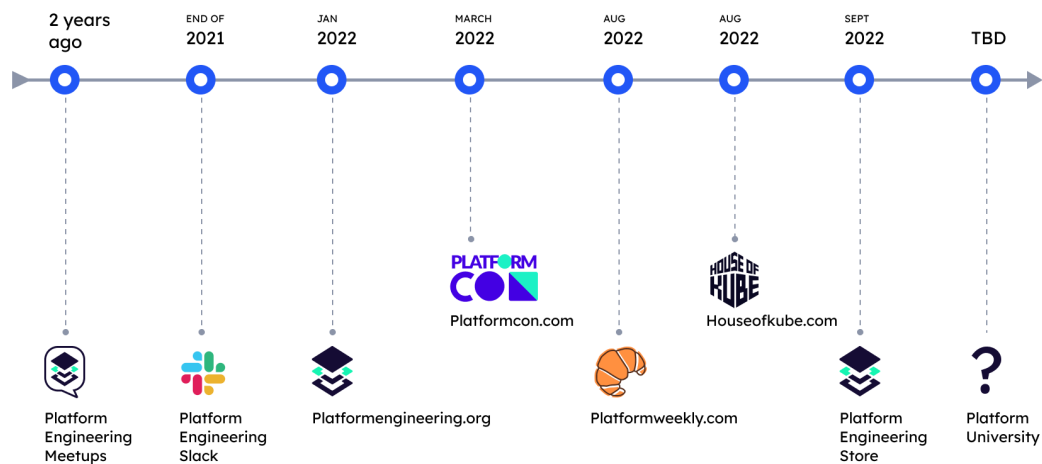 2 years
ago
END OF
2021
JAN
2022
MARCH
2022
AUG
2022
AUG
2022
SEPT
2022
TBD
PLATFORM
CON
Platformcon.com
HOUSE OF
KUBE
Houseofkube.com
Platform
Engineering
Meetups
Platform
Engineering
Slack
Platformengineering.org
Platformweekly.com
Platform
Engineering
Store
?
Platform
University